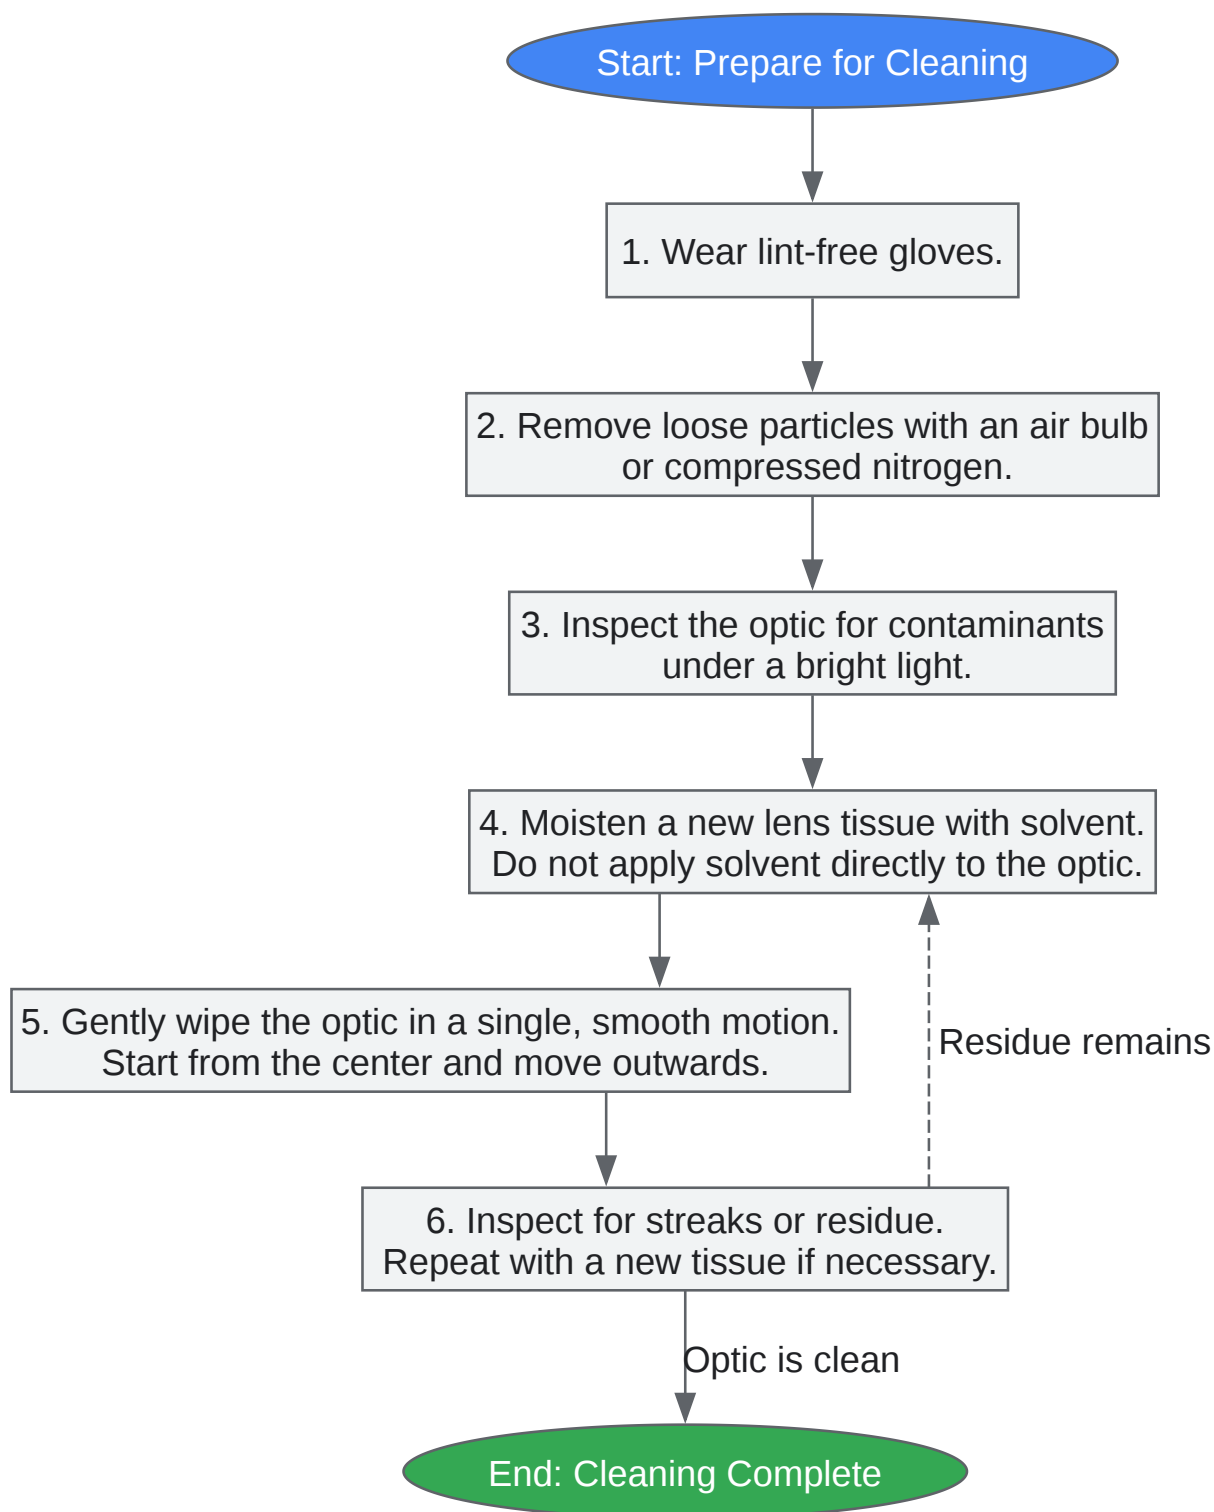 Start: Prepare for Cleaning
1. Wear lint-free gloves.
2. Remove loose particles with an air bulb
or compressed nitrogen.
3. Inspect the optic for contaminants
under a bright light.
4. Moisten a new lens tissue with solvent.
Do not apply solvent directly to the optic.
5. Gently wipe the optic in a single, smooth motion.
Start from the center and move outwards.
Residue remains
6. Inspect for streaks or residue.
Repeat with a new tissue if necessary.
Optic is clean
End: Cleaning Complete